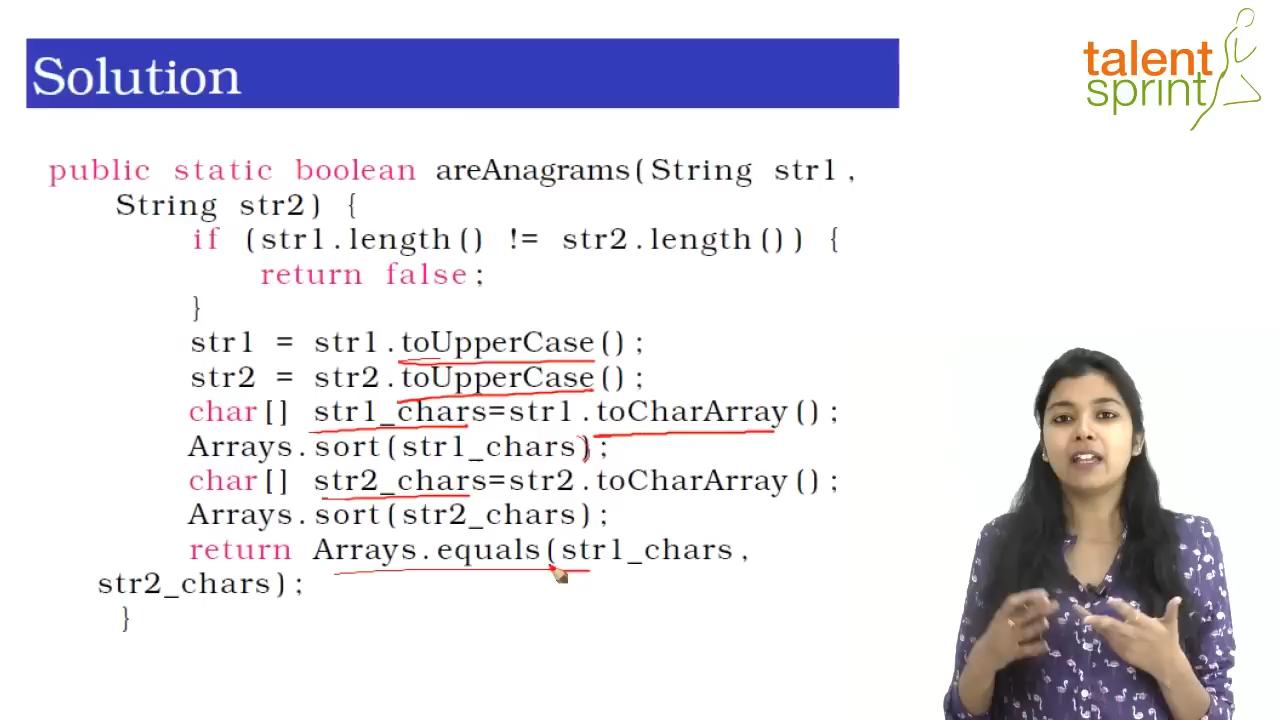 Solution
talent
sprint
public static boolean areAnagrams(String str1,
String str2) {
if (str1.length() != str2.length()) {
return false;
}
str1 = str1.toUpperCase();
str2 = str2.toUpperCase();
char[] str1_chars=str1.toCharArray();
Arrays.sort(str1_chars);
char[] str2_chars=str2.toCharArray();
Arrays.sort(str2_chars);
return Arrays.equals(str1_chars,
str2_chars);
}